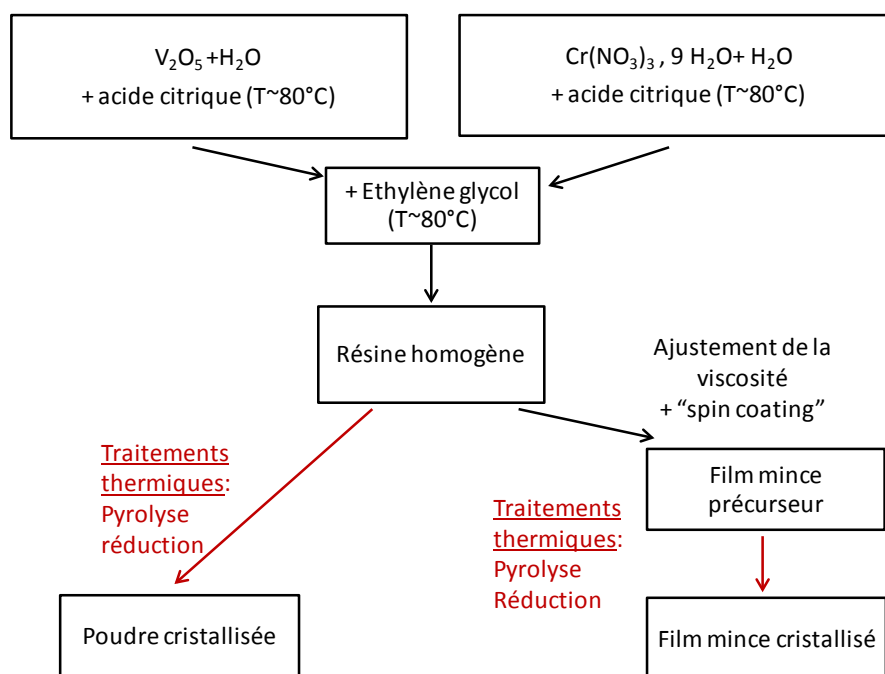 V₂O₅ +H₂O
+ acide citrique (T~80°C)
Cr(NO₃)₃ , 9 H₂O+ H₂O
+ acide citrique (T~80°C)
+ Ethylène glycol
(T~80°C)
Résine homogène
Ajustement de la
viscosité
+ “spin coating”
Traitements
thermiques:
Pyrolyse
réduction
Film mince
précurseur
Traitements
thermiques:
Pyrolyse
Réduction
Poudre cristallisée
Film mince cristallisé